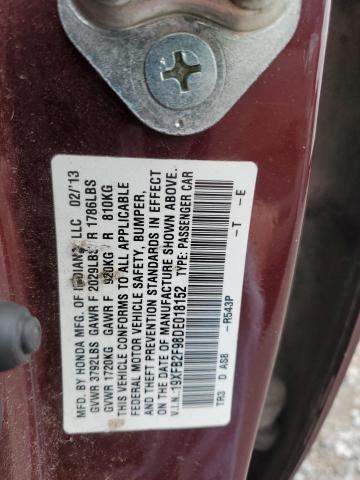 MFD. BY HONDA MFG. OF INDIANA, LLC 02/'13
GVWR 3792LBS GAWR F 2029LBS R 1786LBS
GVWR 1720KG GAWR F 920KG R 810KG
THIS VEHICLE CONFORMS TO ALL APPLICABLE
FEDERAL MOTOR VEHICLE SAFETY, BUMPER,
AND THEFT PREVENTION STANDARDS IN EFFECT
ON THE DATE OF MANUFACTURE SHOWN ABOVE.
V.I.N.: 19XFB2F98DE018152 TYPE: PASSENGER CAR
TR3 D AS8 -R543P -T -E